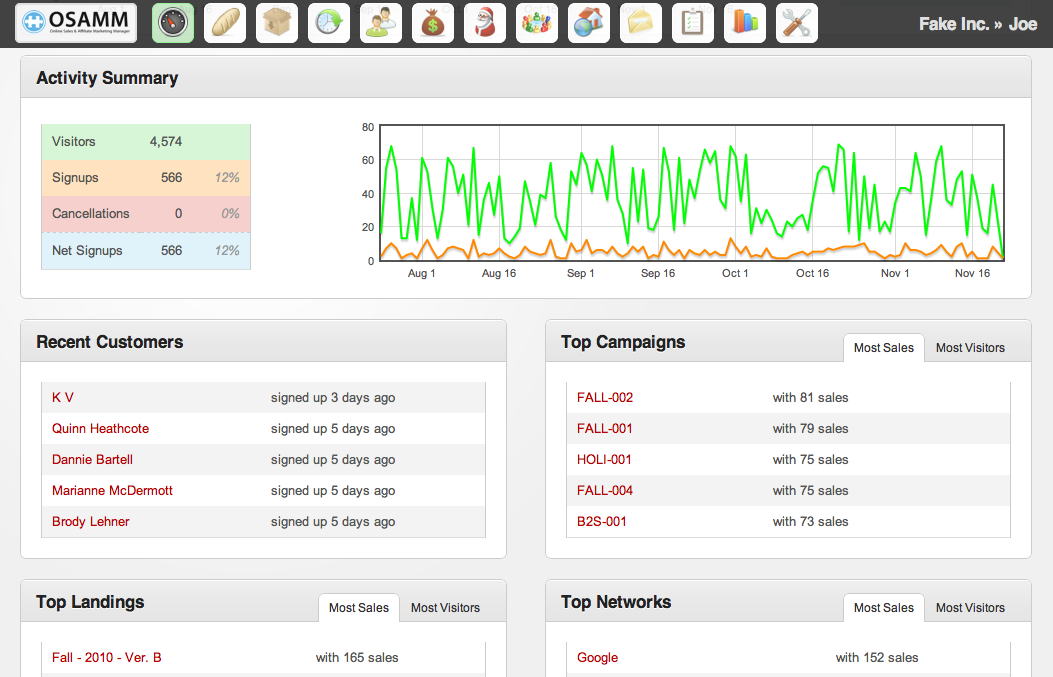 OSAMM
Online Sales & Affiliate Marketing Manager
Fake Inc. » Joe
Activity Summary
Visitors 4,574
Signups 566 12%
Cancellations 0 0%
Net Signups 566 12%
80
60
40
20
0
Aug 1 Aug 16 Sep 1 Sep 16 Oct 1 Oct 16 Nov 1 Nov 16
Recent Customers
K V signed up 3 days ago
Quinn Heathcote signed up 5 days ago
Dannie Bartell signed up 5 days ago
Marianne McDermott signed up 5 days ago
Brody Lehner signed up 5 days ago
Top Campaigns Most Sales Most Visitors
FALL-002 with 81 sales
FALL-001 with 79 sales
HOLI-001 with 75 sales
FALL-004 with 75 sales
B2S-001 with 73 sales
Top Landings Most Sales Most Visitors
Fall - 2010 - Ver. B with 165 sales
Top Networks Most Sales Most Visitors
Google with 152 sales